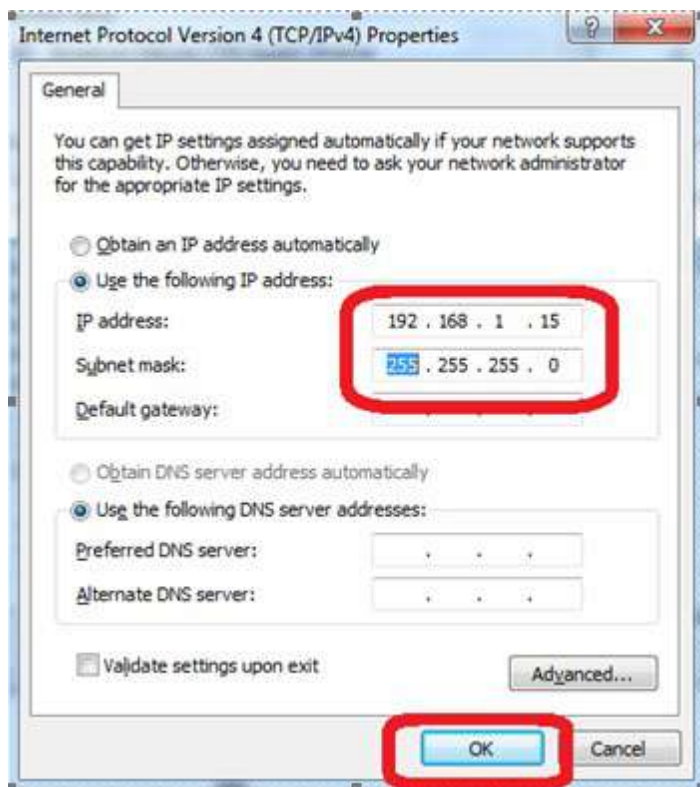 Internet Protocol Version 4 (TCP/IPv4) Properties
General
You can get IP settings assigned automatically if your network supports
this capability. Otherwise, you need to ask your network administrator
for the appropriate IP settings.
Obtain an IP address automatically
Use the following IP address:
IP address: 192 . 168 . 1 . 15
Subnet mask: 255 . 255 . 255 . 0
Default gateway: . . .
Obtain DNS server address automatically
Use the following DNS server addresses:
Preferred DNS server: . . .
Alternate DNS server: . . .
Validate settings upon exit
Advanced...
OK Cancel